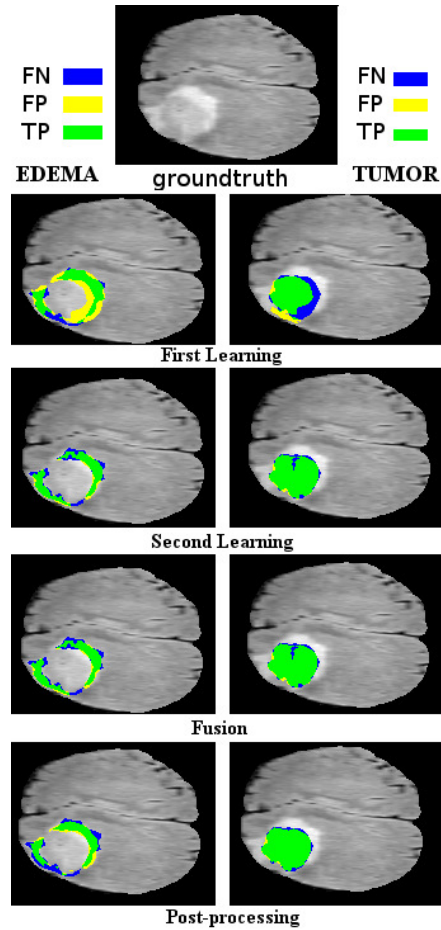 FN
FP
TP
EDEMA
groundtruth
FN
FP
TP
TUMOR
First Learning
Second Learning
Fusion
Post-processing